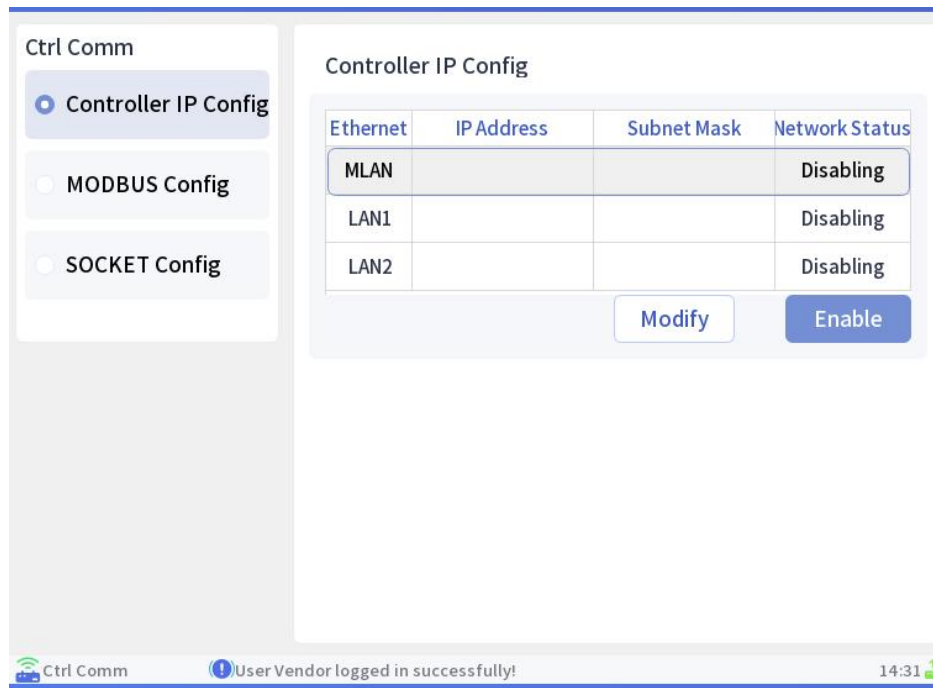 Ctrl Comm
Controller IP Config
MODBUS Config
SOCKET Config
Controller IP Config
Ethernet IP Address Subnet Mask Network Status
MLAN Disabling
LAN1 Disabling
LAN2 Disabling
Modify Enable
Ctrl Comm User Vendor logged in successfully! 14:31